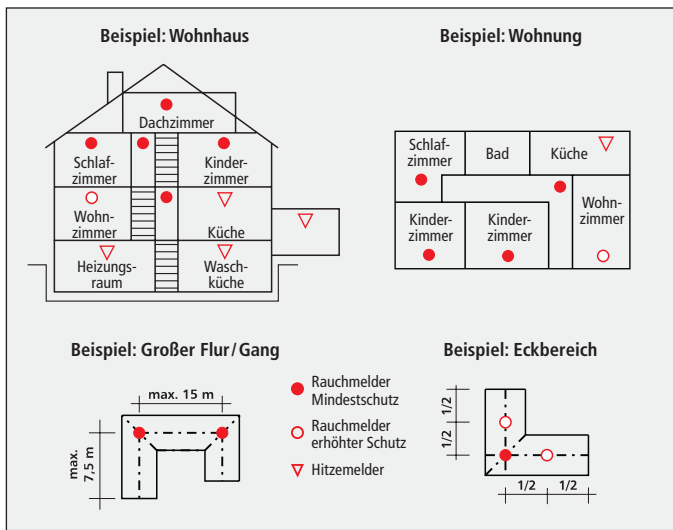 Beispiel: Wohnhaus
Dachzimmer
Schlaf-
zimmer
Kinder-
zimmer
Wohn-
zimmer
Küche
Heizungs-
raum
Wasch-
küche
Beispiel: Wohnung
Schlaf-
zimmer
Bad
Küche
Kinder-
zimmer
Kinder-
zimmer
Wohn-
zimmer
Beispiel: Großer Flur/Gang
max. 15 m
max.
7,5 m
Rauchmelder
Mindestschutz
Rauchmelder
erhöhter Schutz
Hitzemelder
Beispiel: Eckbereich
1/2
1/2
1/2
1/2